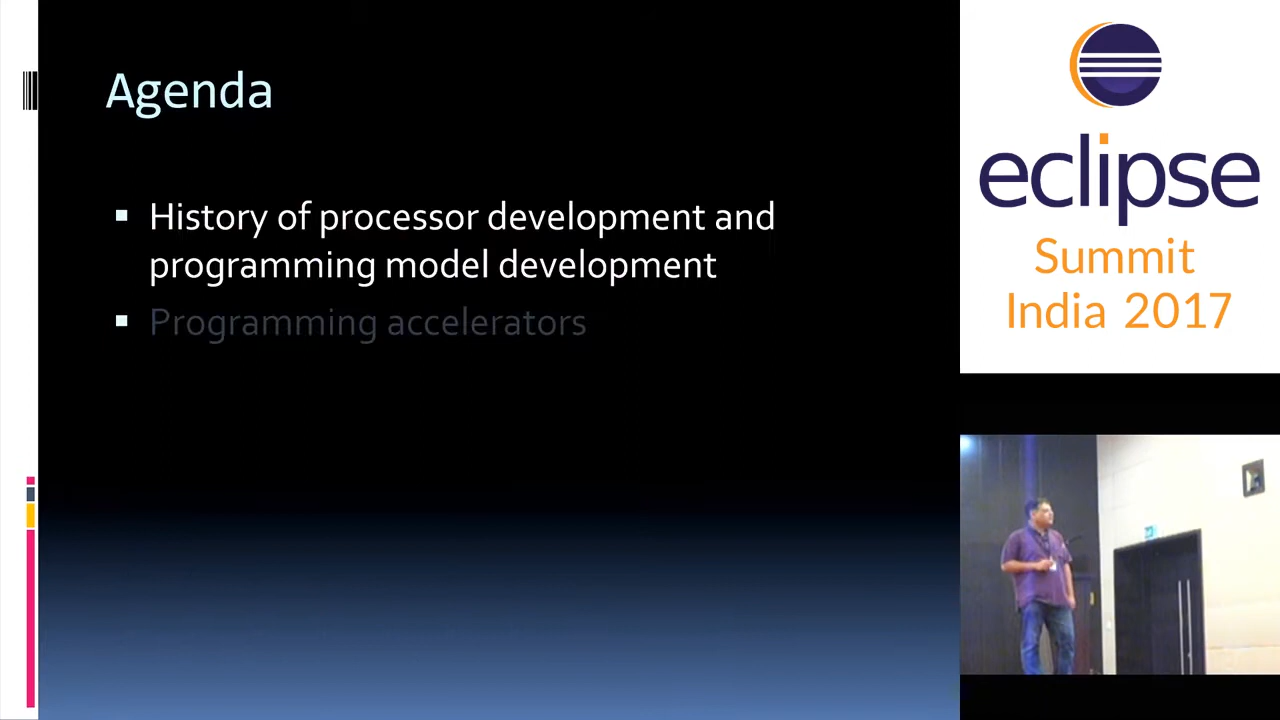 Agenda
History of processor development and
programming model development
Programming accelerators
eclipse
Summit
India 2017